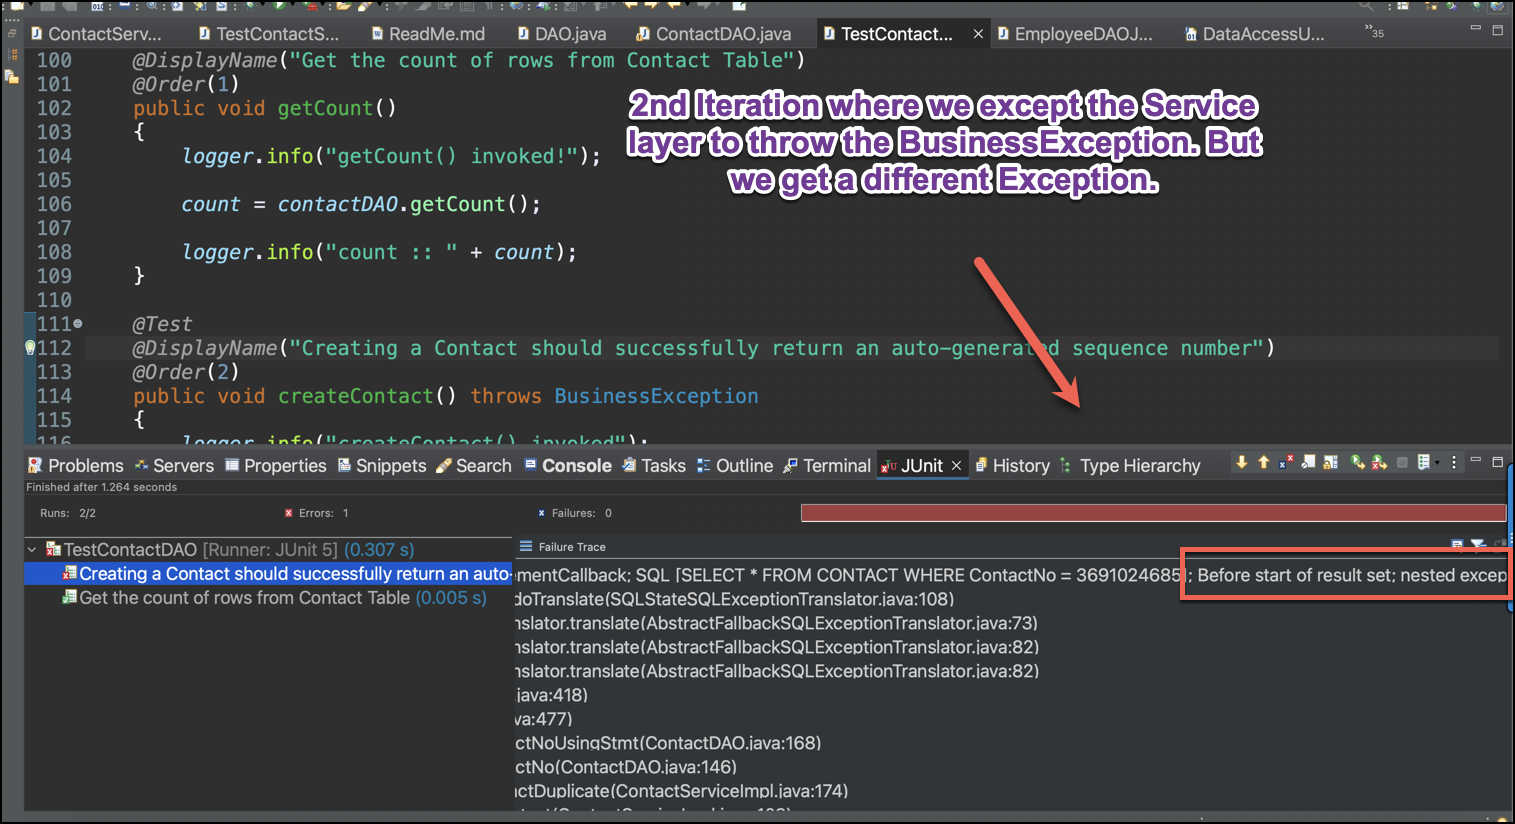 ContactServ...
TestContactS...
ReadMe.md
DAO.java
ContactDAO.java
TestContact...
EmployeeDAOJ...
DataAccessU...
»35
100 @DisplayName("Get the count of rows from Contact Table")
101 @Order(1)
102 public void getCount()
103 {
104 logger.info("getCount() invoked!");
105
106 count = contactDAO.getCount();
107
108 logger.info("count :: " + count);
109 }
110
111 @Test
112 @DisplayName("Creating a Contact should successfully return an auto-generated sequence number")
113 @Order(2)
114 public void createContact() throws BusinessException
115 {
116 logger.info("createContact() invoked");
2nd Iteration where we except the Service
layer to throw the BusinessException. But
we get a different Exception.
Problems
Servers
Properties
Snippets
Search
Console
Tasks
Outline
Terminal
JUnit
History
Type Hierarchy
Finished after 1.264 seconds
Runs: 2/2
Errors: 1
Failures: 0
TestContactDAO [Runner: JUnit 5] (0.307 s)
Creating a Contact should successfully return an auto-
Get the count of rows from Contact Table (0.005 s)
Failure Trace
ementCallback; SQL [SELECT * FROM CONTACT WHERE ContactNo = 3691024685]; Before start of result set; nested excep
doTranslate(SQLStateSQLExceptionTranslator.java:108)
nslator.translate(AbstractFallbackSQLExceptionTranslator.java:73)
nslator.translate(AbstractFallbackSQLExceptionTranslator.java:82)
nslator.translate(AbstractFallbackSQLExceptionTranslator.java:82)
.java:418)
va:477)
ctNoUsingStmt(ContactDAO.java:168)
ctNo(ContactDAO.java:146)
actDuplicate(ContactServiceImpl.java:174)